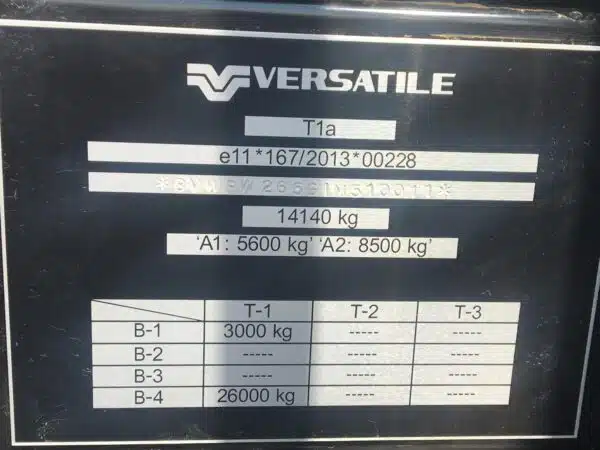 VERSATILE
T1a
e11*167/2013*00228
14140 kg
‘A1: 5600 kg’ ‘A2: 8500 kg’
T-1 T-2 T-3
B-1 3000 kg ----- -----
B-2 ----- ----- -----
B-3 ----- ----- -----
B-4 26000 kg ----- -----